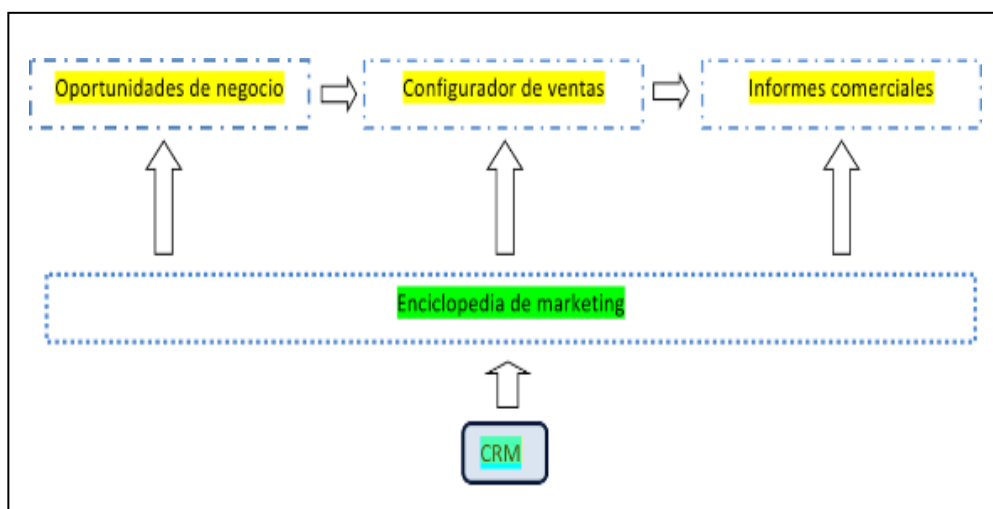 Oportunidades de negocio
Configurador de ventas
Informes comerciales
Enciclopedia de marketing
CRM